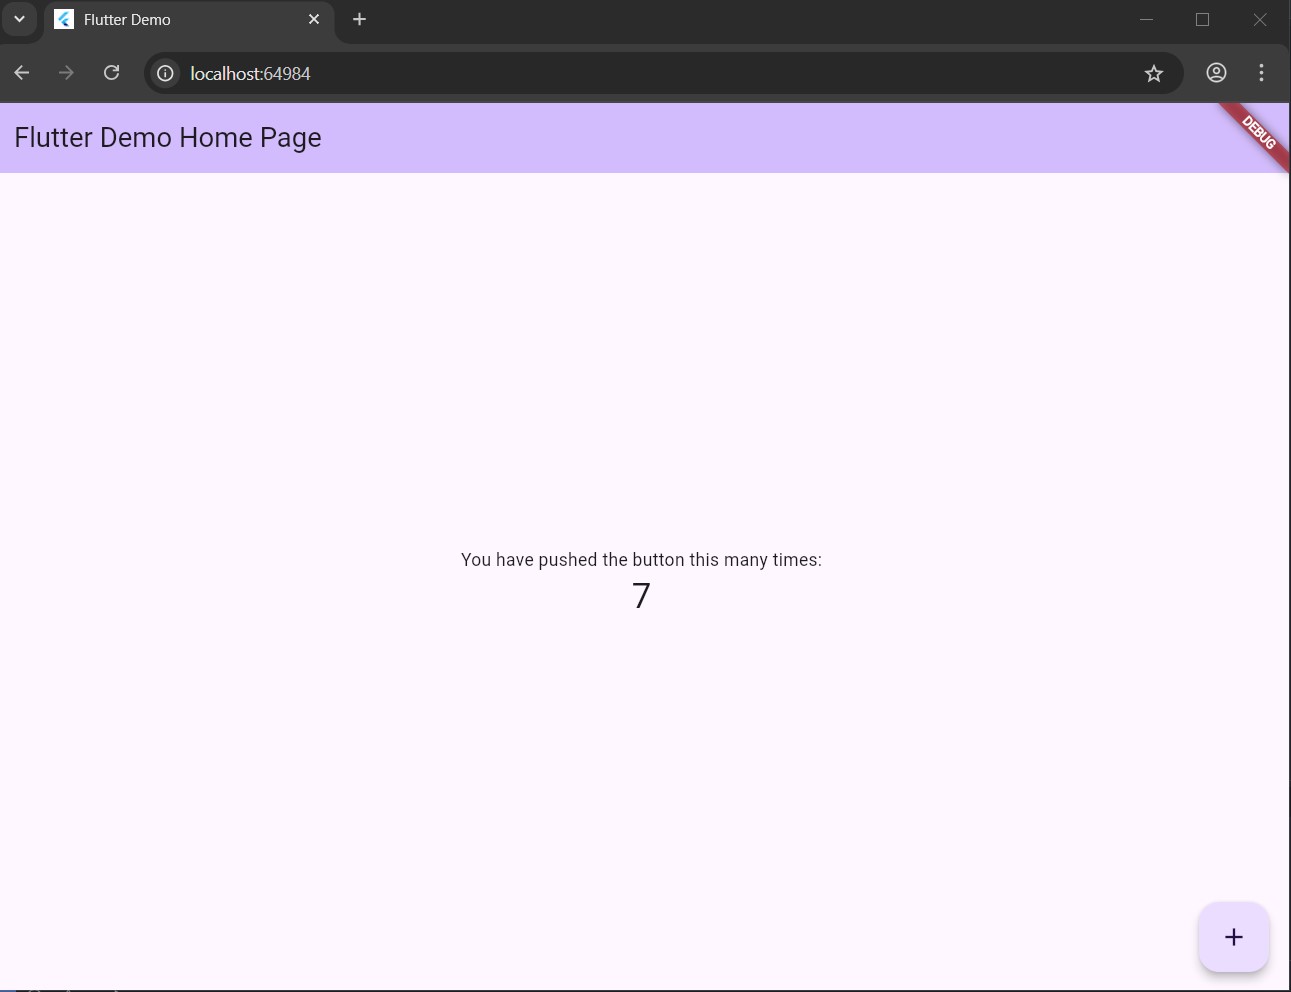 Flutter Demo
localhost:64984
Flutter Demo Home Page
DEBUG
You have pushed the button this many times:
7